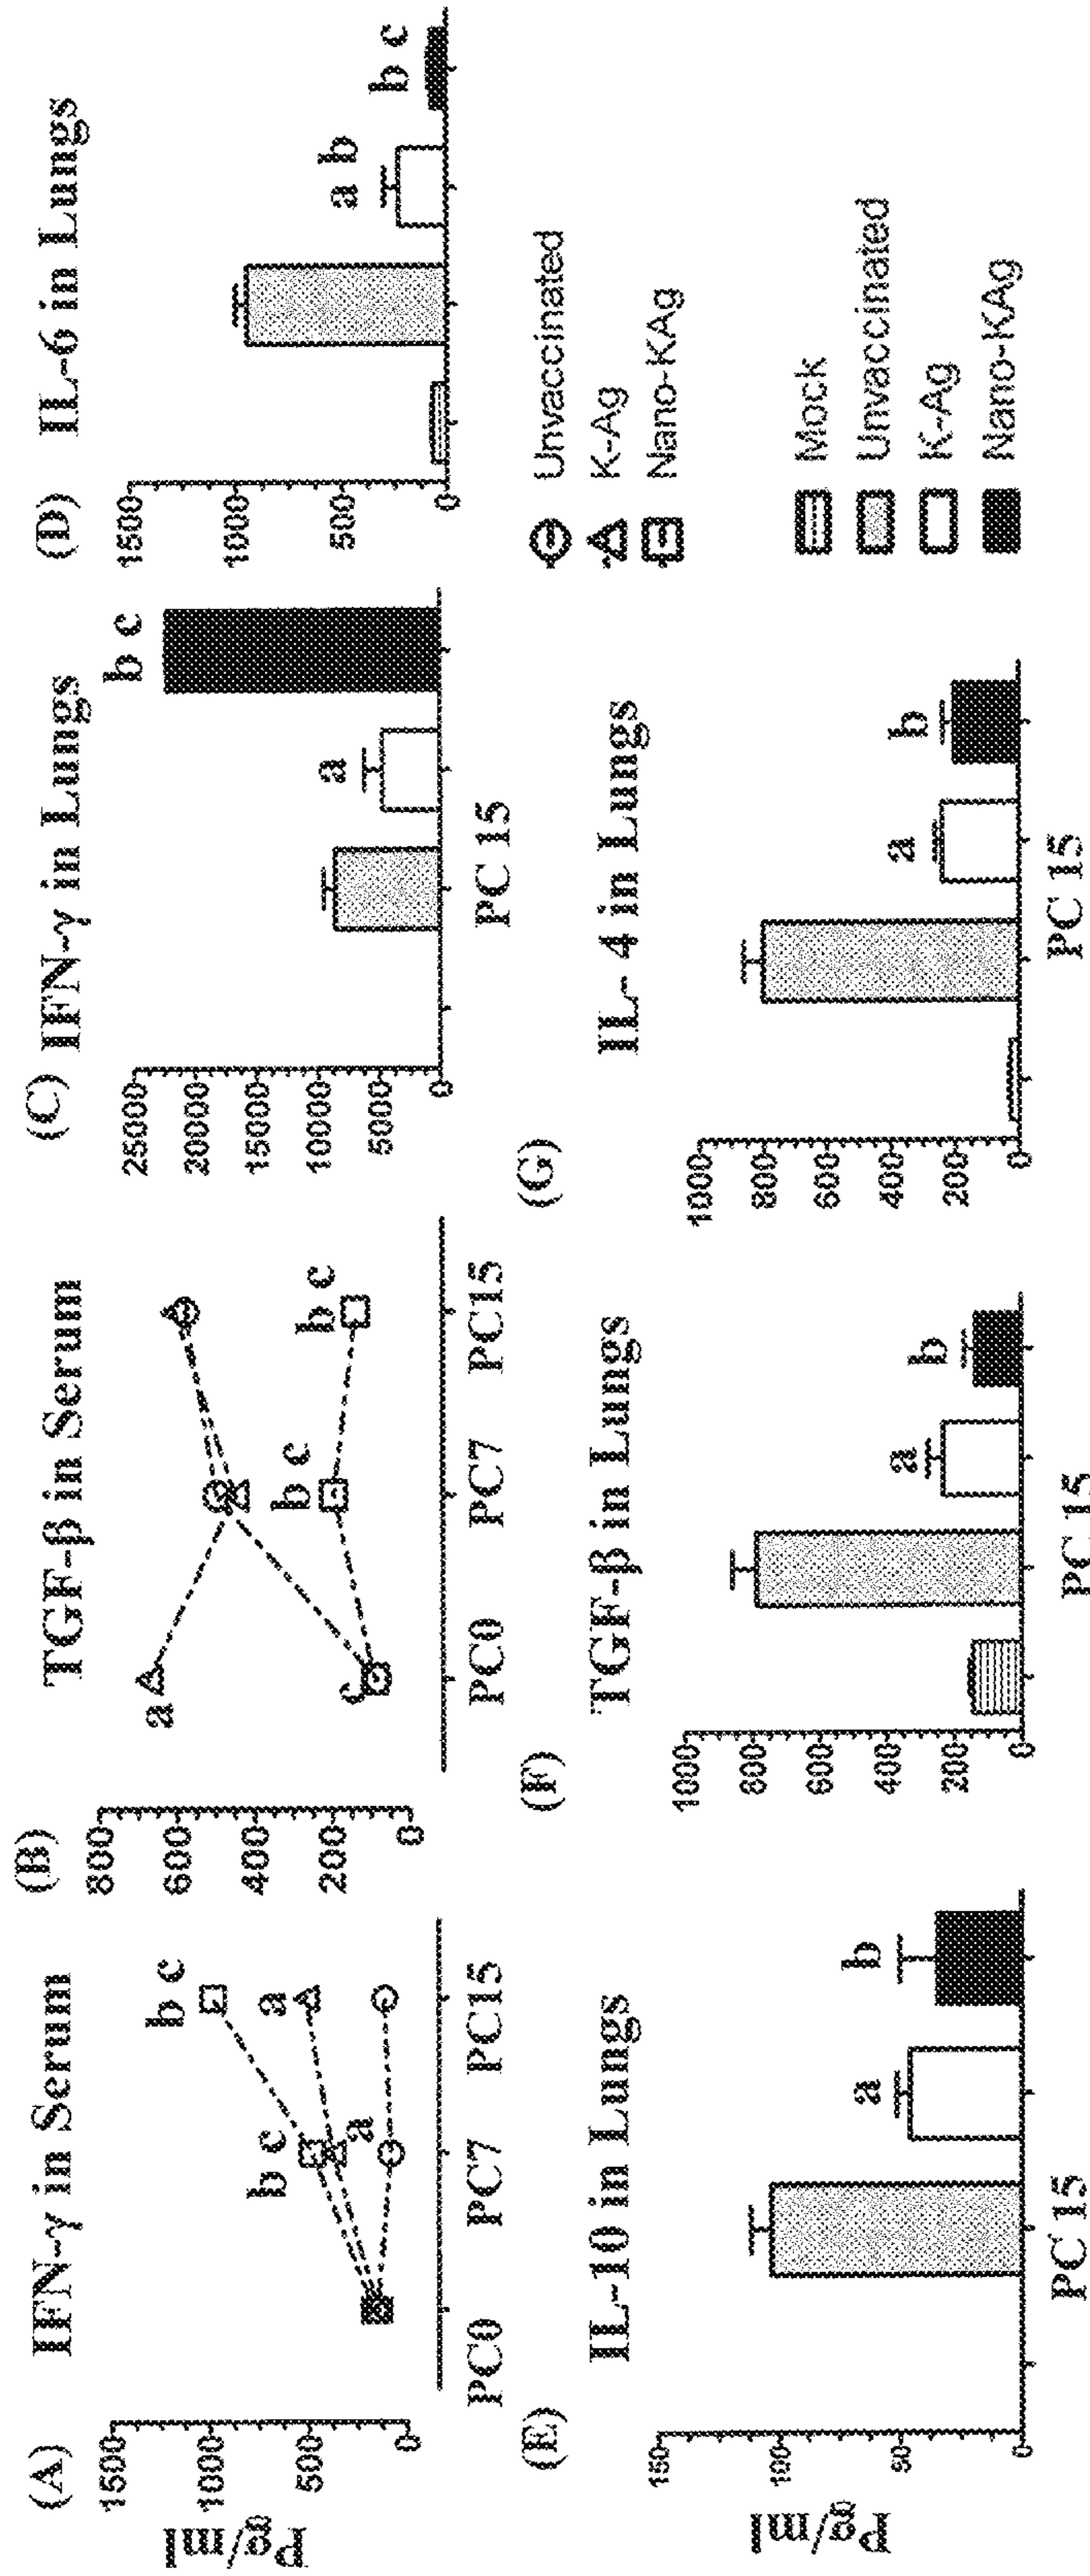 (A) IFN-γ in Serum
Pg/ml
1500
1000
500
0
b c
a
b c
a
PC0 PC7 PC15
(B) TGF-β in Serum
800
600
400
200
0
a
c
b c
b c
PC0 PC7 PC15
(C) IFN-γ in Lungs
25000
20000
15000
10000
5000
0
a
b c
PC 15
(D) IL-6 in Lungs
1500
1000
500
0
a b
b c
Unvaccinated
K-Ag
Nano-KAg
(E) IL-10 in Lungs
Pg/ml
150
100
50
0
a
b
PC 15
(F) TGF-β in Lungs
1000
800
600
400
200
0
a
b
PC 15
(G) IL- 4 in Lungs
1000
800
600
400
200
0
a
b
PC 15
Mock
Unvaccinated
K-Ag
Nano-KAg